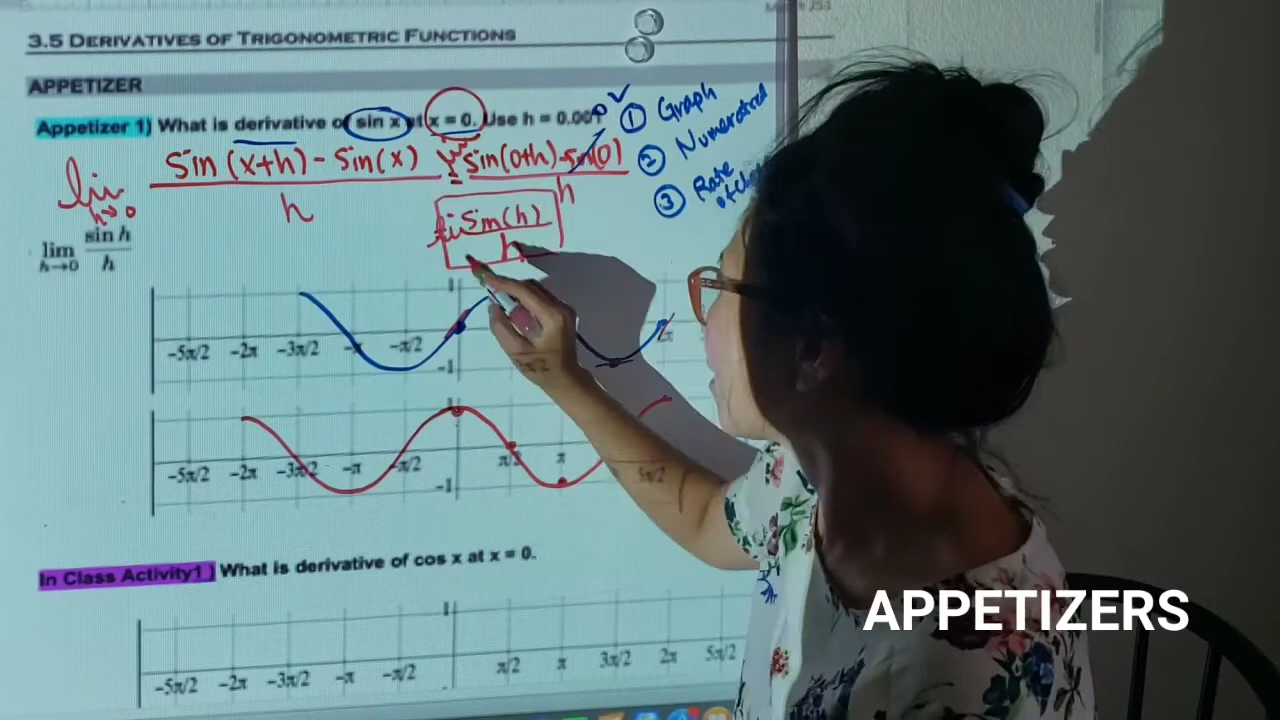 3.5 DERIVATIVES OF TRIGONOMETRIC FUNCTIONS
APPETIZER
Appetizer 1) What is derivative of sin x at x = 0. Use h = 0.001
① Graph
② Numerical
③ Rate
lim h→0 Sin(x+h) - Sin(x) / h
Sin(0+h) - Sin(0) / h
lim h→0 sin h / h
Sin(h) / h
1
-5π/2 -2π -3π/2 -π -π/2 2π
-1
-5π/2 -2π -3π/2 -π -π/2 π/2 π 5π/2
-1
In Class Activity1 ) What is derivative of cos x at x = 0.
1
-5π/2 -2π -3π/2 -π -π/2 π/2 π 3π/2 2π 5π/2
APPETIZERS